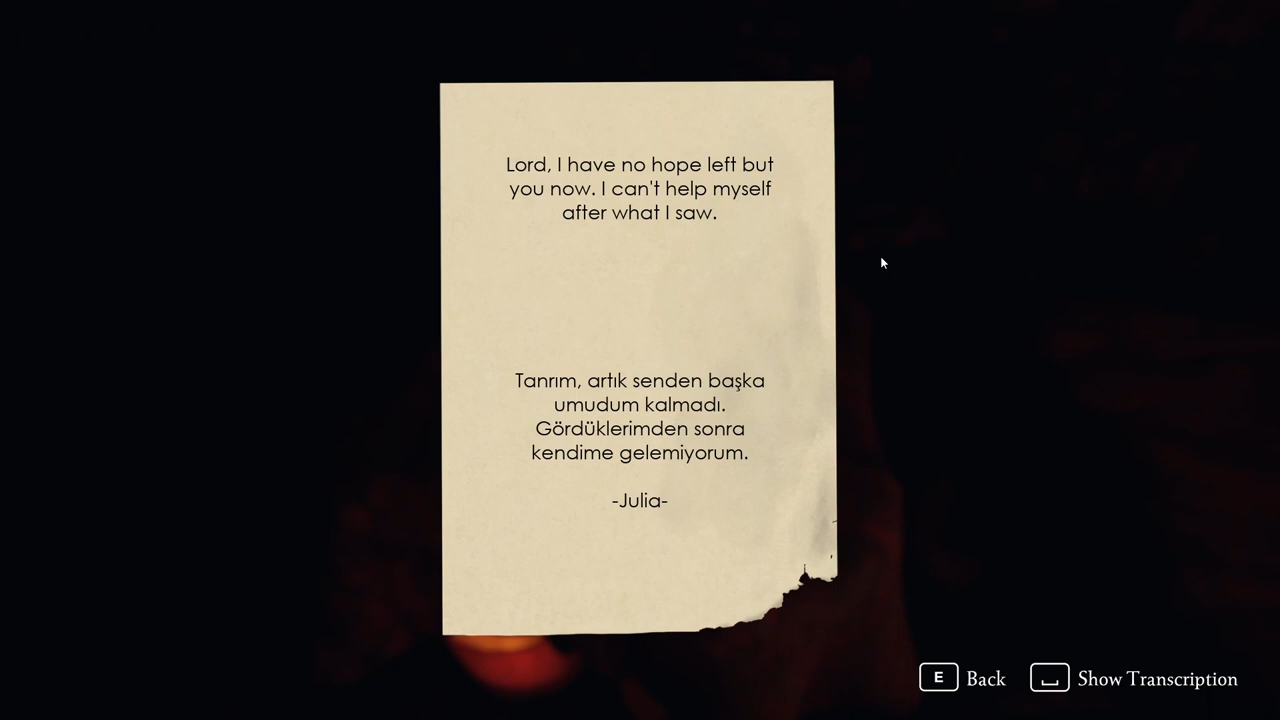 Lord, I have no hope left but
you now. I can't help myself
after what I saw.
Tanrım, artık senden başka
umudum kalmadı.
Gördüklerimden sonra
kendime gelemiyorum.
-Julia-
E Back
Show Transcription